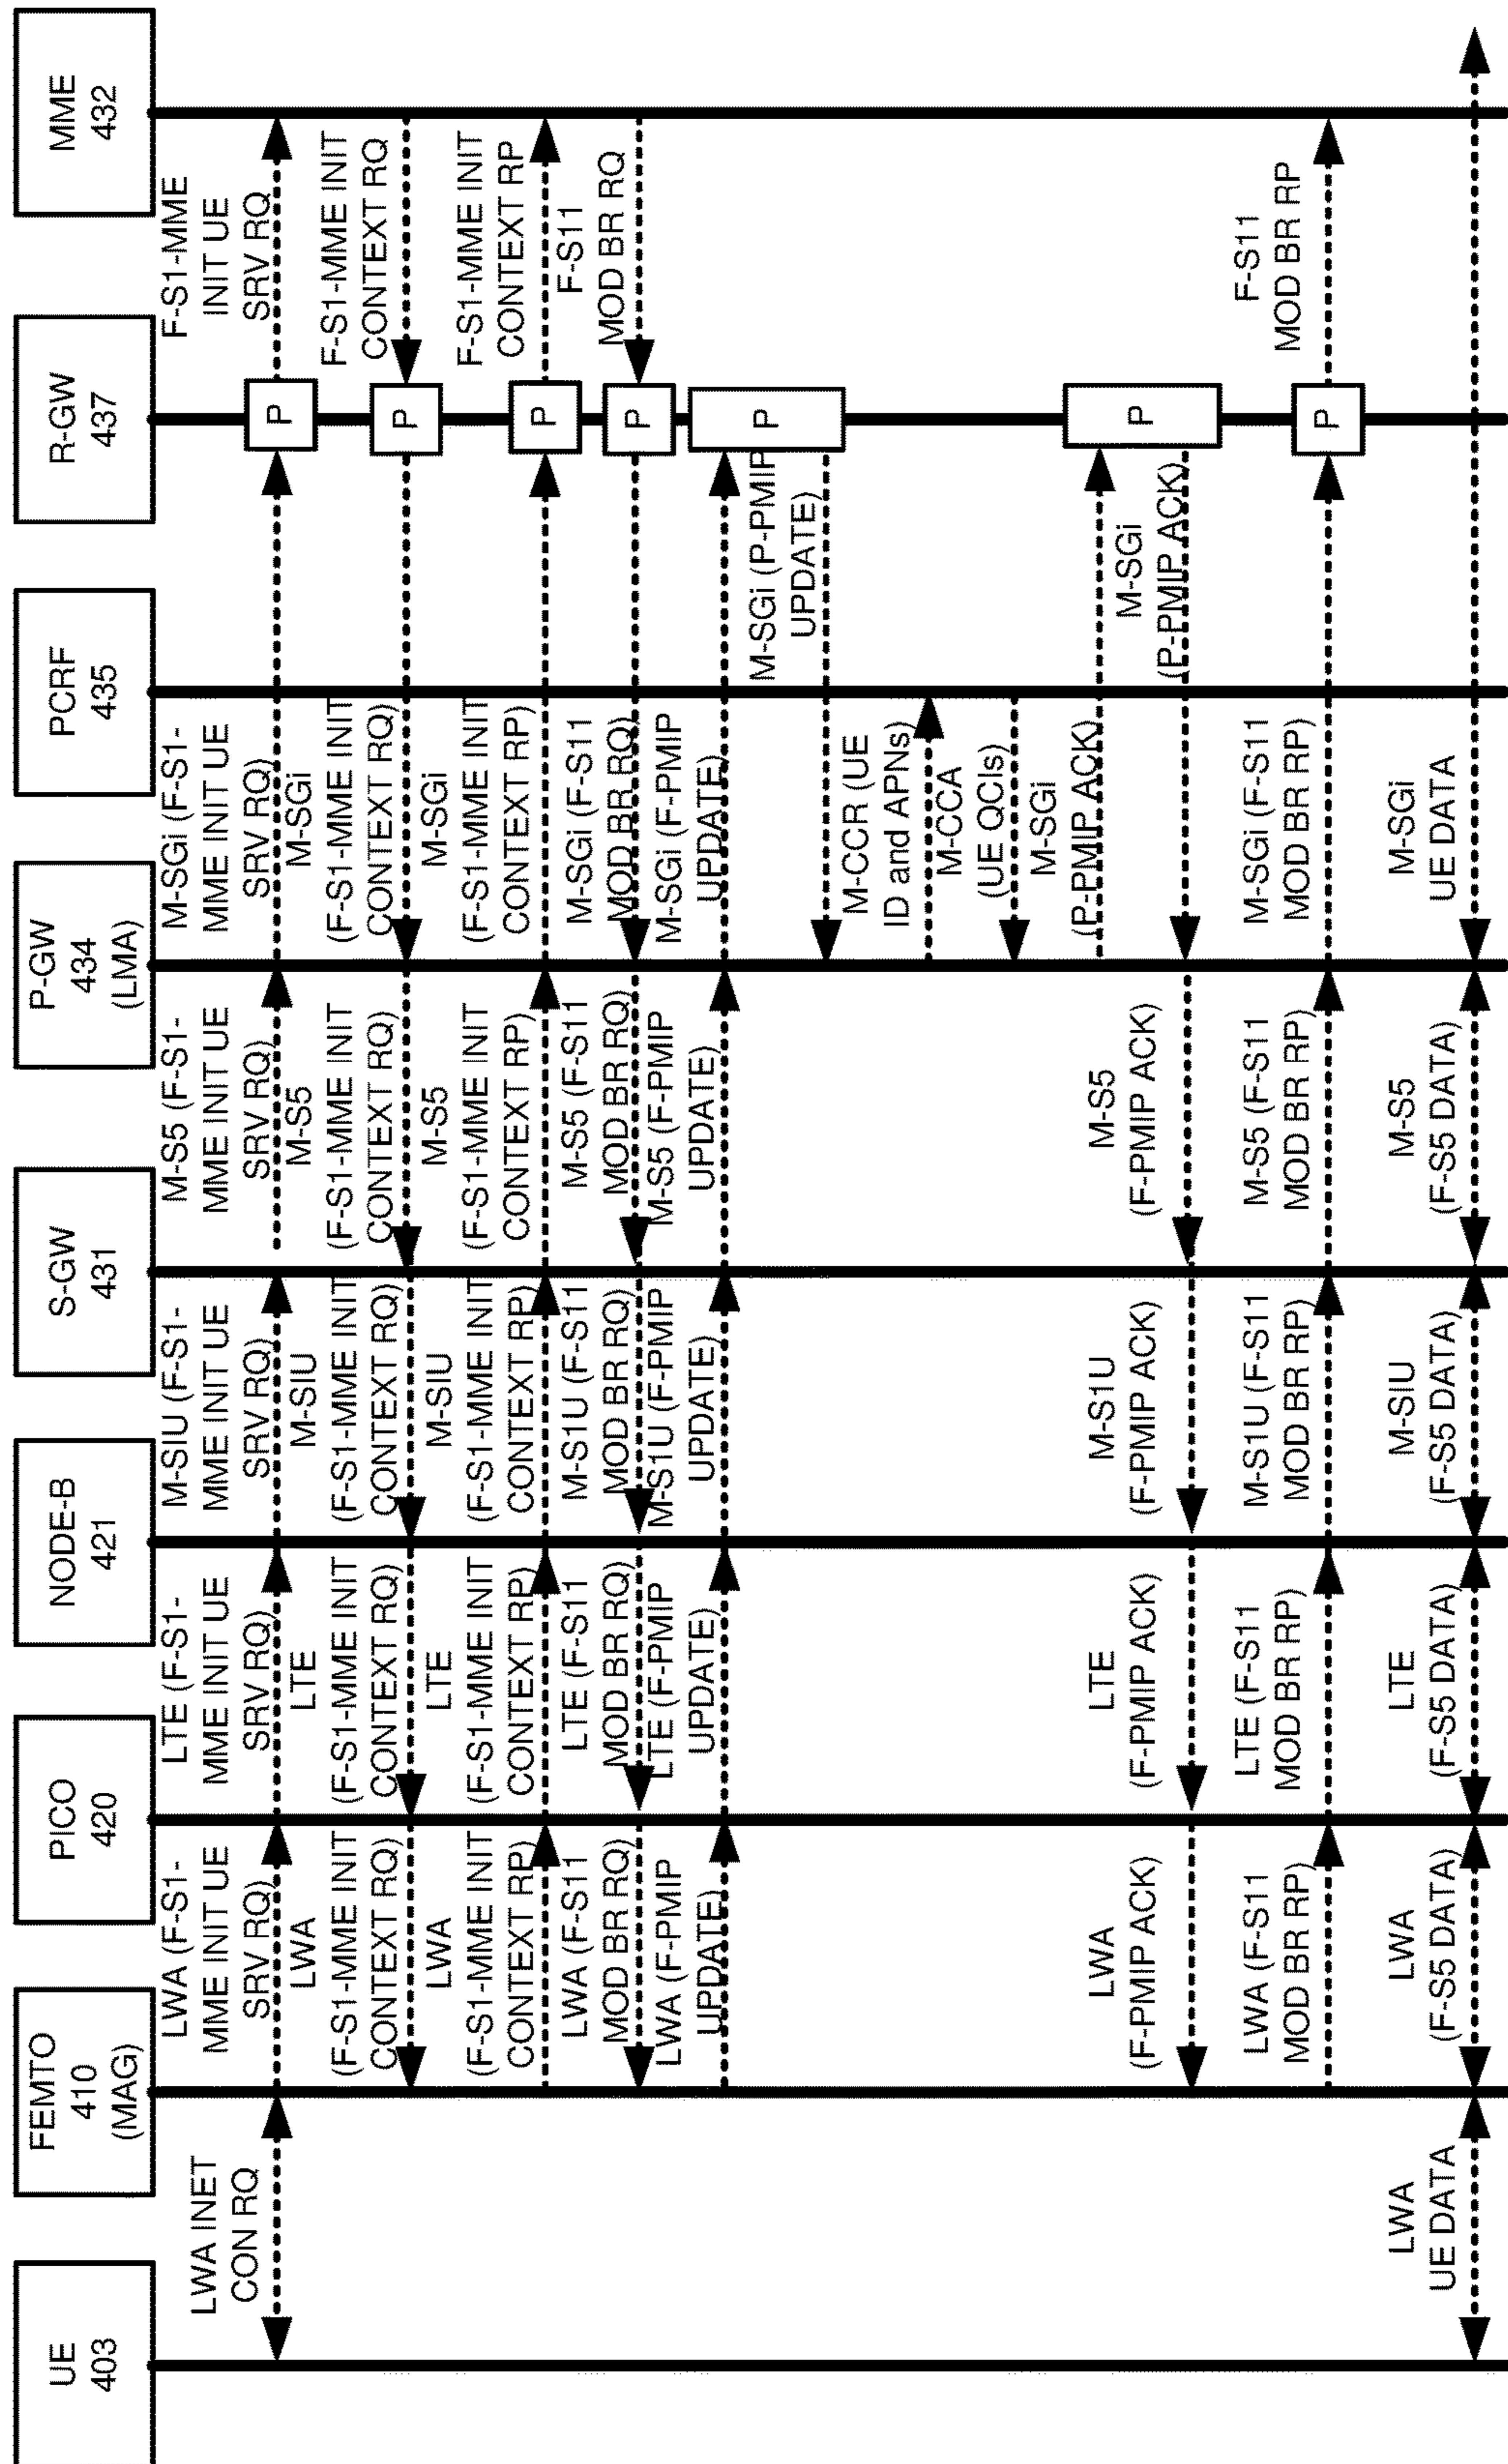 UE
403
FEMTO
410
(MAG)
PICO
420
NODE-B
421
S-GW
431
P-GW
434
(LMA)
PCRF
435
R-GW
437
MME
432
LWA INET
CON RQ
LWA (F-S1-
MME INIT UE
SRV RQ)
LTE (F-S1-
MME INIT UE
SRV RQ)
M-SIU (F-S1-
MME INIT UE
SRV RQ)
M-S5 (F-S1-
MME INIT UE
SRV RQ)
M-SGi (F-S1-
MME INIT UE
SRV RQ)
P
F-S1-MME
INIT UE
SRV RQ
LWA
(F-S1-MME INIT
CONTEXT RQ)
LTE
(F-S1-MME INIT
CONTEXT RQ)
M-SIU
(F-S1-MME INIT
CONTEXT RQ)
M-S5
(F-S1-MME INIT
CONTEXT RQ)
M-SGi
(F-S1-MME INIT
CONTEXT RQ)
P
F-S1-MME INIT
CONTEXT RQ
LWA
(F-S1-MME INIT
CONTEXT RP)
LTE
(F-S1-MME INIT
CONTEXT RP)
M-SIU
(F-S1-MME INIT
CONTEXT RP)
M-S5
(F-S1-MME INIT
CONTEXT RP)
M-SGi
(F-S1-MME INIT
CONTEXT RP)
P
F-S1-MME INIT
CONTEXT RP
LWA (F-S11
MOD BR RQ)
LTE (F-S11
MOD BR RQ)
M-S1U (F-S11
MOD BR RQ)
M-S5 (F-S11
MOD BR RQ)
M-SGi (F-S11
MOD BR RQ)
P
F-S11
MOD BR RQ
LWA (F-PMIP
UPDATE)
LTE (F-PMIP
UPDATE)
M-S1U (F-PMIP
UPDATE)
M-S5 (F-PMIP
UPDATE)
M-SGi (F-PMIP
UPDATE)
P
M-SGi (P-PMIP
UPDATE)
M-CCR (UE
ID and APNs)
M-CCA
(UE QCIs)
M-SGi
(P-PMIP ACK)
P
M-SGi
(P-PMIP ACK)
LWA
(F-PMIP ACK)
LTE
(F-PMIP ACK)
M-S1U
(F-PMIP ACK)
M-S5
(F-PMIP ACK)
LWA (F-S11
MOD BR RP)
LTE (F-S11
MOD BR RP)
M-S1U (F-S11
MOD BR RP)
M-S5 (F-S11
MOD BR RP)
M-SGi (F-S11
MOD BR RP)
P
F-S11
MOD BR RP
LWA
UE DATA
LWA
(F-S5 DATA)
LTE
(F-S5 DATA)
M-SIU
(F-S5 DATA)
M-S5
(F-S5 DATA)
M-SGi
UE DATA